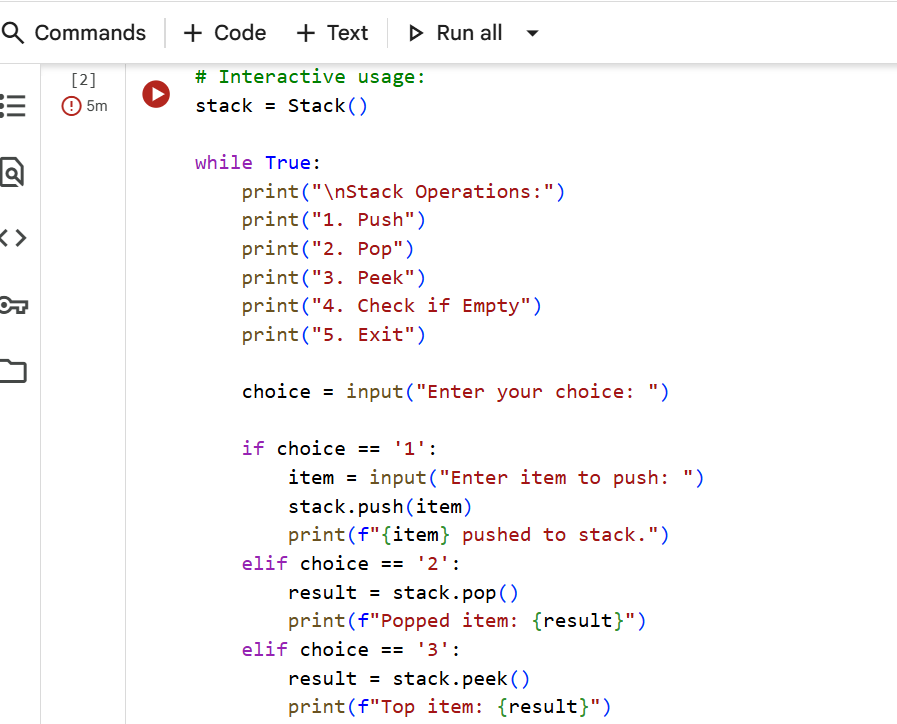 Commands + Code + Text Run all
[2]
5m
# Interactive usage:
stack = Stack()
while True:
    print("\nStack Operations:")
    print("1. Push")
    print("2. Pop")
    print("3. Peek")
    print("4. Check if Empty")
    print("5. Exit")
    choice = input("Enter your choice: ")
    if choice == '1':
        item = input("Enter item to push: ")
        stack.push(item)
        print(f"{item} pushed to stack.")
    elif choice == '2':
        result = stack.pop()
        print(f"Popped item: {result}")
    elif choice == '3':
        result = stack.peek()
        print(f"Top item: {result}")